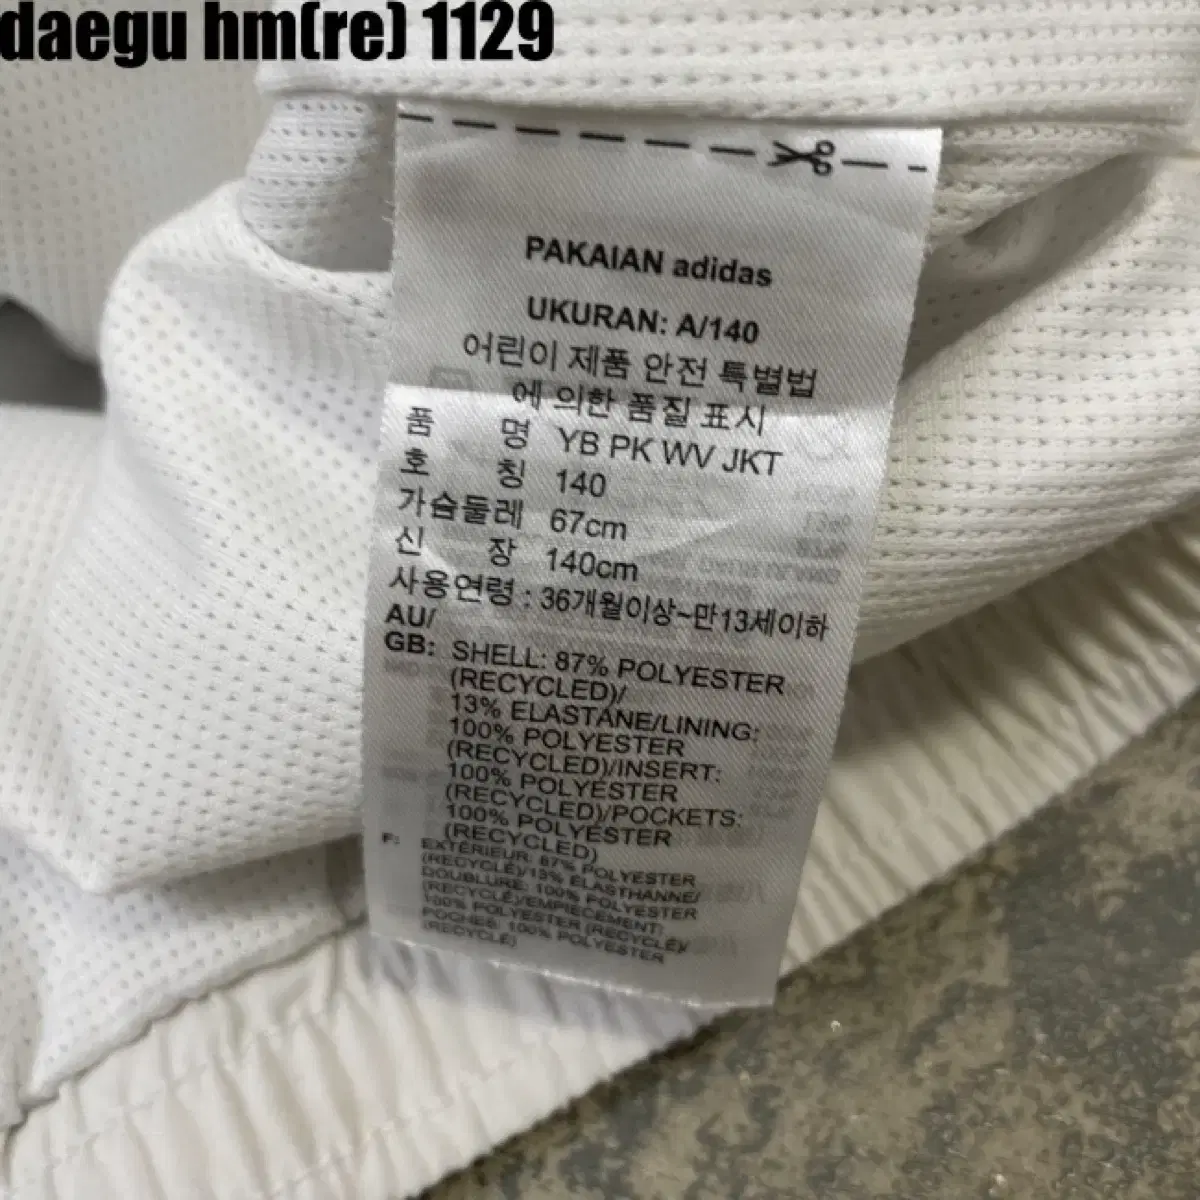 daegu hm(re) 1129
PAKAIAN adidas
UKURAN: A/140
어린이 제품 안전 특별법
에 의한 품질 표시
품 명 YB PK WV JKT
호 칭 140
가슴둘레 67cm
신 장 140cm
사용연령 : 36개월이상~만13세이하
AU/
GB: SHELL: 87% POLYESTER
(RECYCLED)/
13% ELASTANE/LINING:
100% POLYESTER
(RECYCLED)/INSERT:
100% POLYESTER
(RECYCLED)/POCKETS:
100% POLYESTER
(RECYCLED)
F: EXTÉRIEUR: 87% POLYESTER
(RECYCLÉ)/13% ÉLASTHANNE/
DOUBLURE: 100% POLYESTER
(RECYCLÉ)/EMPIÈCEMENT:
100% POLYESTER (RECYCLÉ)/
POCHES: 100% POLYESTER
(RECYCLÉ)